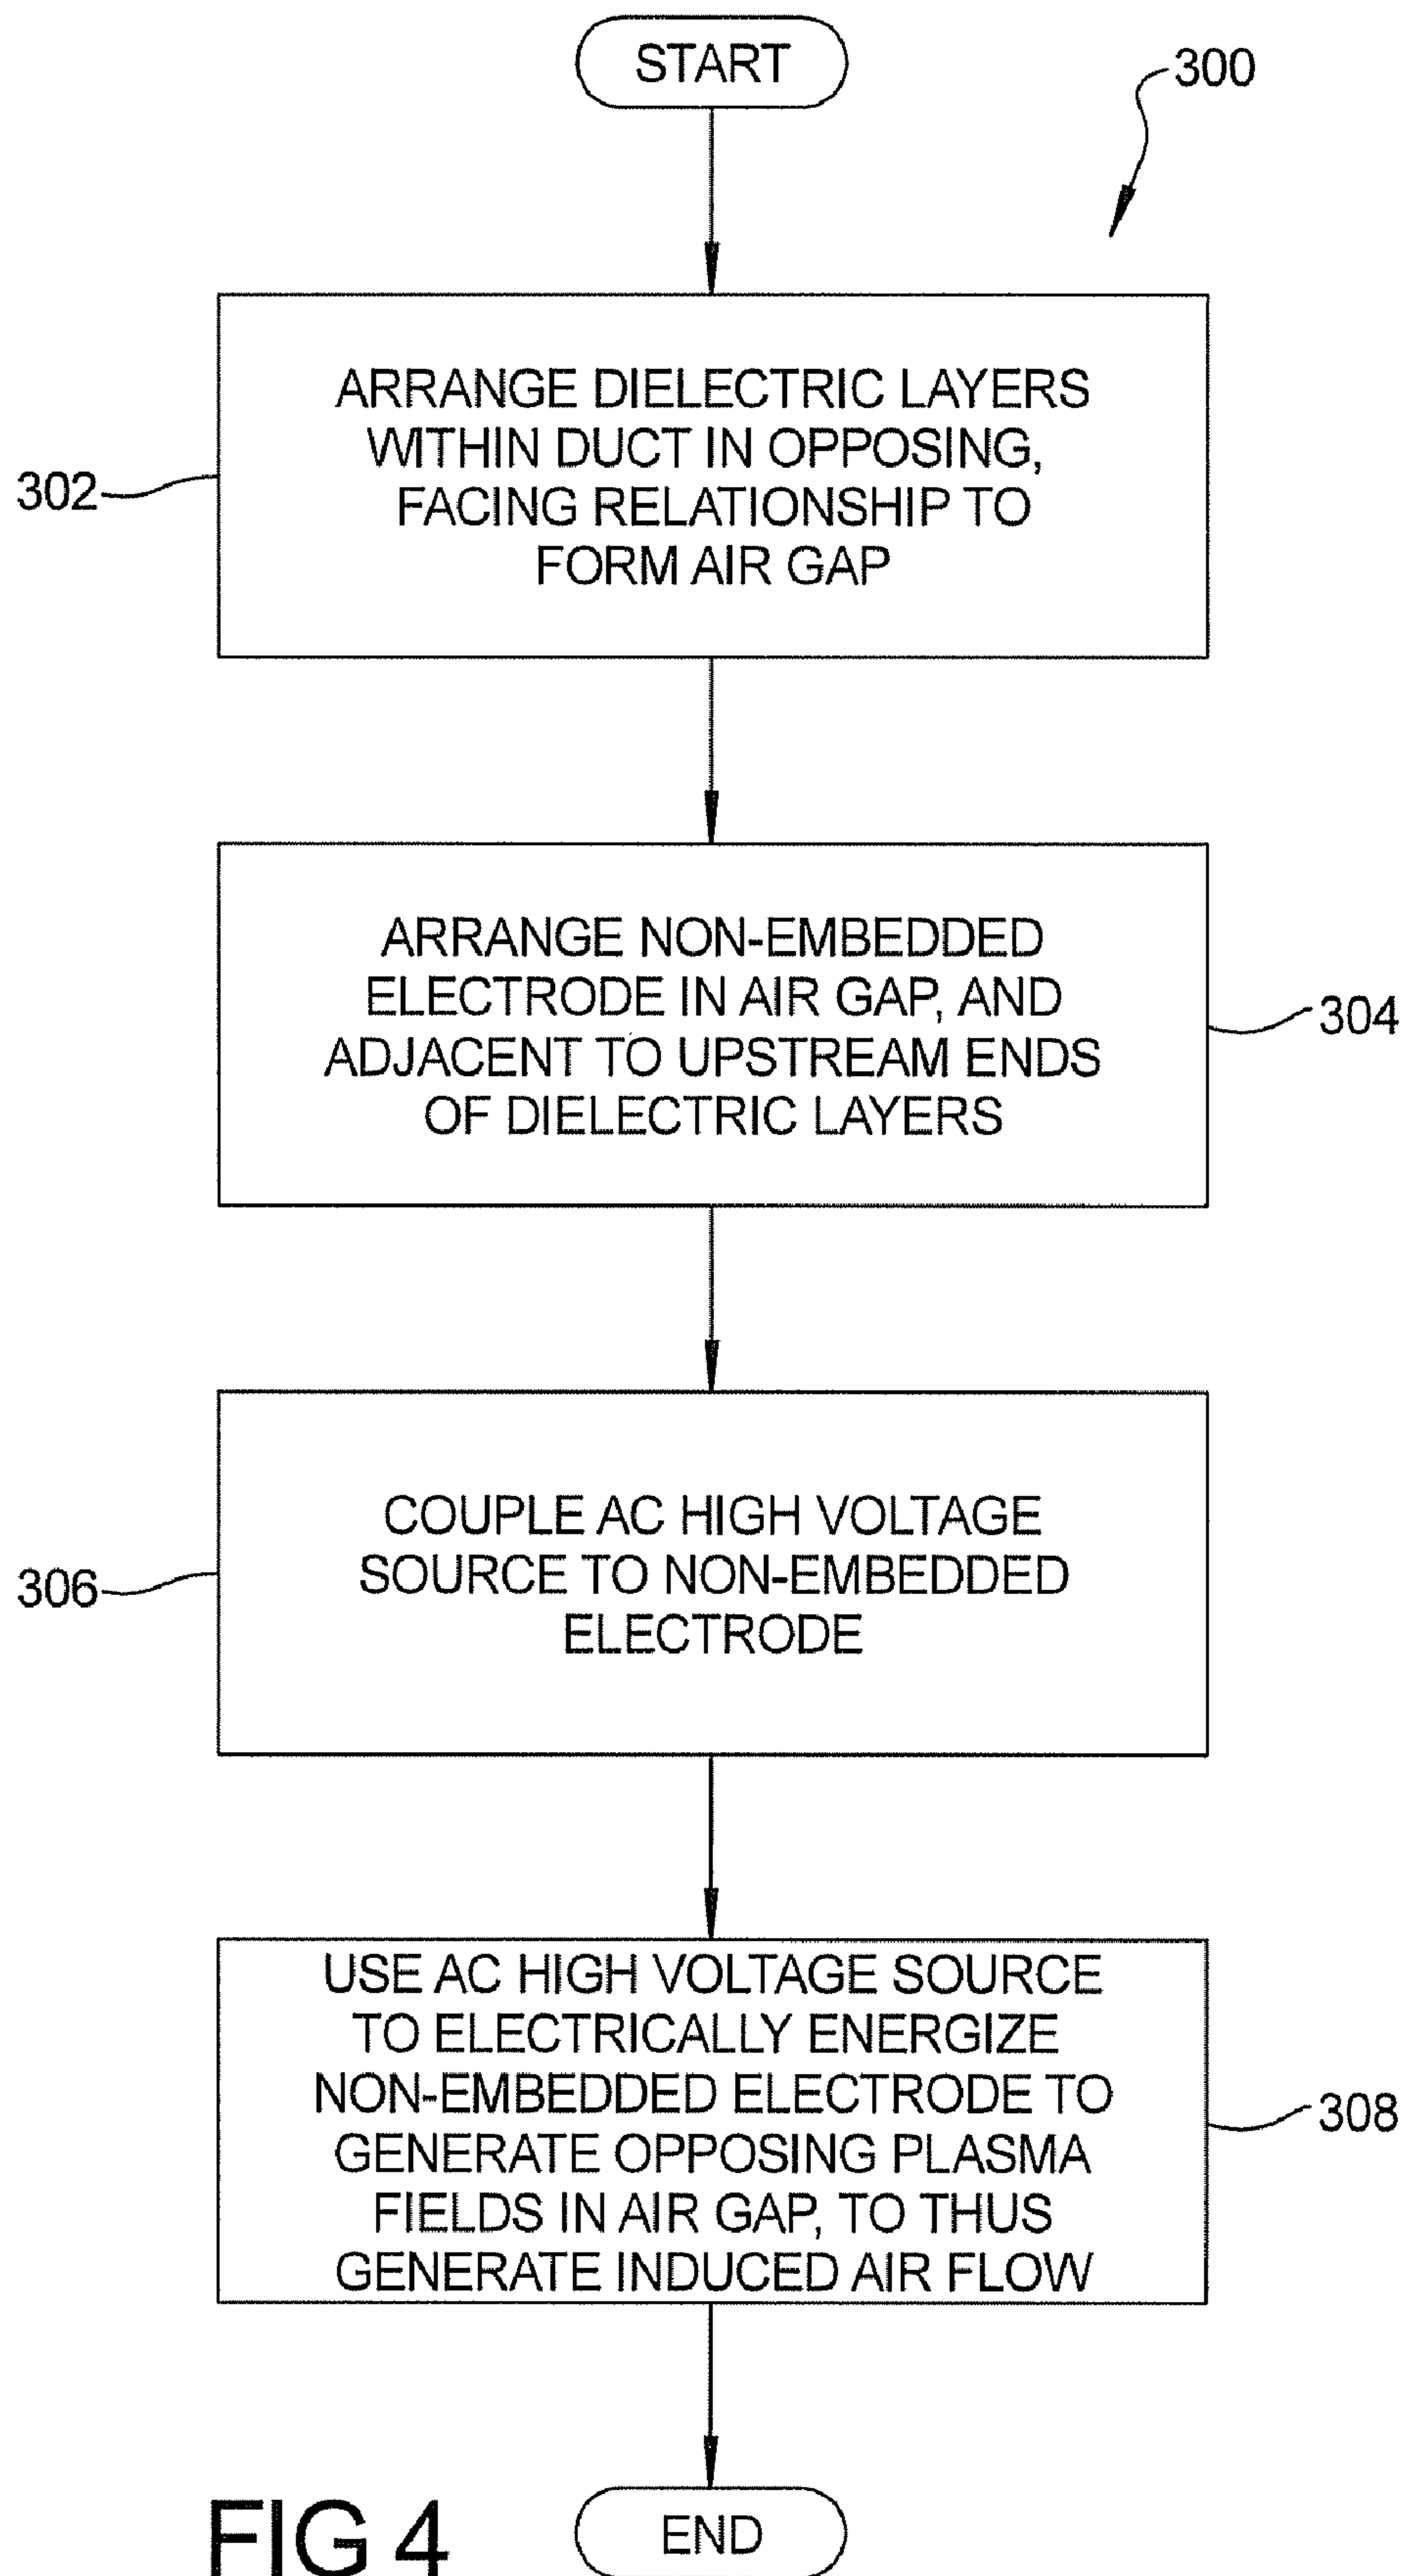 START
300
ARRANGE DIELECTRIC LAYERS
WITHIN DUCT IN OPPOSING,
FACING RELATIONSHIP TO
FORM AIR GAP
302
ARRANGE NON-EMBEDDED
ELECTRODE IN AIR GAP, AND
ADJACENT TO UPSTREAM ENDS
OF DIELECTRIC LAYERS
304
COUPLE AC HIGH VOLTAGE
SOURCE TO NON-EMBEDDED
ELECTRODE
306
USE AC HIGH VOLTAGE SOURCE
TO ELECTRICALLY ENERGIZE
NON-EMBEDDED ELECTRODE TO
GENERATE OPPOSING PLASMA
FIELDS IN AIR GAP, TO THUS
GENERATE INDUCED AIR FLOW
308
END
FIG 4